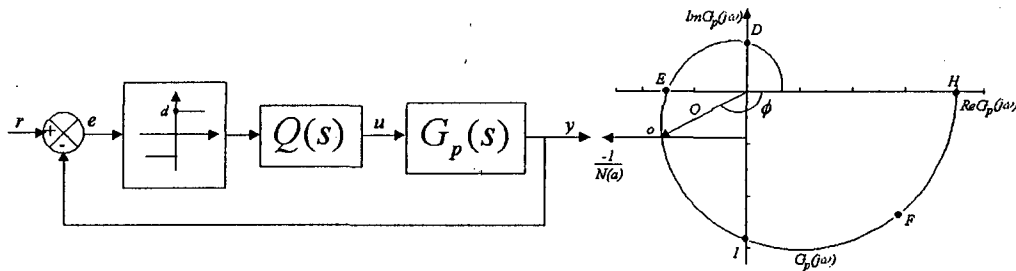 r
+
-
e
d
Q(s)
u
G_p(s)
y
ImG_p(jω)
D
E
H
ReG_p(jω)
O
ϕ
o
-1
N(a)
F
I
G_p(jω)